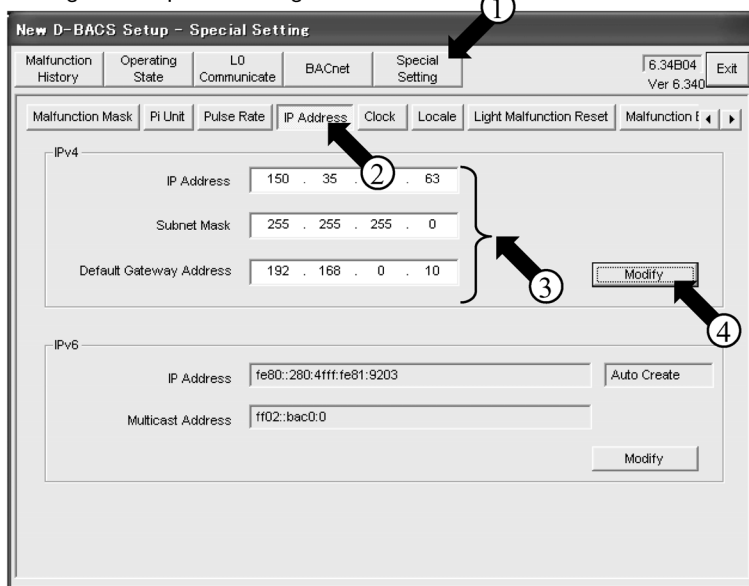 New D-BACS Setup - Special Setting
1
Malfunction History
Operating State
L0 Communicate
BACnet
Special Setting
6.34B04
Ver 6.340
Exit
Malfunction Mask
Pi Unit
Pulse Rate
IP Address
Clock
Locale
Light Malfunction Reset
Malfunction E
2
IPv4
IP Address 150 . 35 . . 63
Subnet Mask 255 . 255 . 255 . 0
Default Gateway Address 192 . 168 . 0 . 10
3
Modify
4
IPv6
IP Address fe80::280:4fff:fe81:9203 Auto Create
Multicast Address ff02::bac0:0
Modify